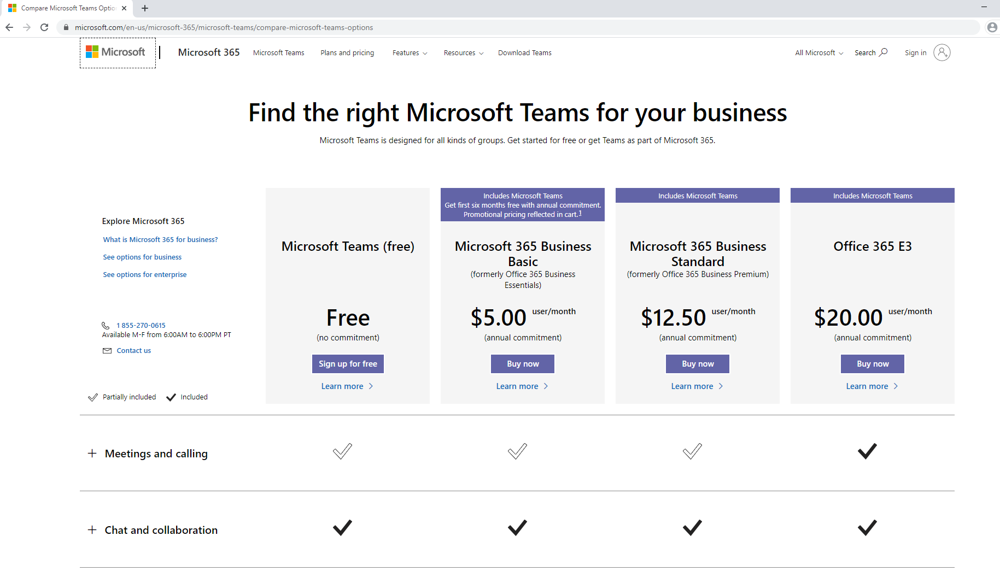 Compare Microsoft Teams Optio
microsoft.com/en-us/microsoft-365/microsoft-teams/compare-microsoft-teams-options
Microsoft
Microsoft 365
Microsoft Teams
Plans and pricing
Features
Resources
Download Teams
All Microsoft
Search
Sign in
Find the right Microsoft Teams for your business
Microsoft Teams is designed for all kinds of groups. Get started for free or get Teams as part of Microsoft 365.
Explore Microsoft 365
What is Microsoft 365 for business?
See options for business
See options for enterprise
1 855-270-0615
Available M-F from 6:00AM to 6:00PM PT
Contact us
Partially included
Included
Microsoft Teams (free)
Free
(no commitment)
Sign up for free
Learn more
Includes Microsoft Teams
Get first six months free with annual commitment.
Promotional pricing reflected in cart.1
Microsoft 365 Business
Basic
(formerly Office 365 Business
Essentials)
$5.00 user/month
(annual commitment)
Buy now
Learn more
Includes Microsoft Teams
Microsoft 365 Business
Standard
(formerly Office 365 Business Premium)
$12.50 user/month
(annual commitment)
Buy now
Learn more
Includes Microsoft Teams
Office 365 E3
$20.00 user/month
(annual commitment)
Buy now
Learn more
Meetings and calling
Chat and collaboration